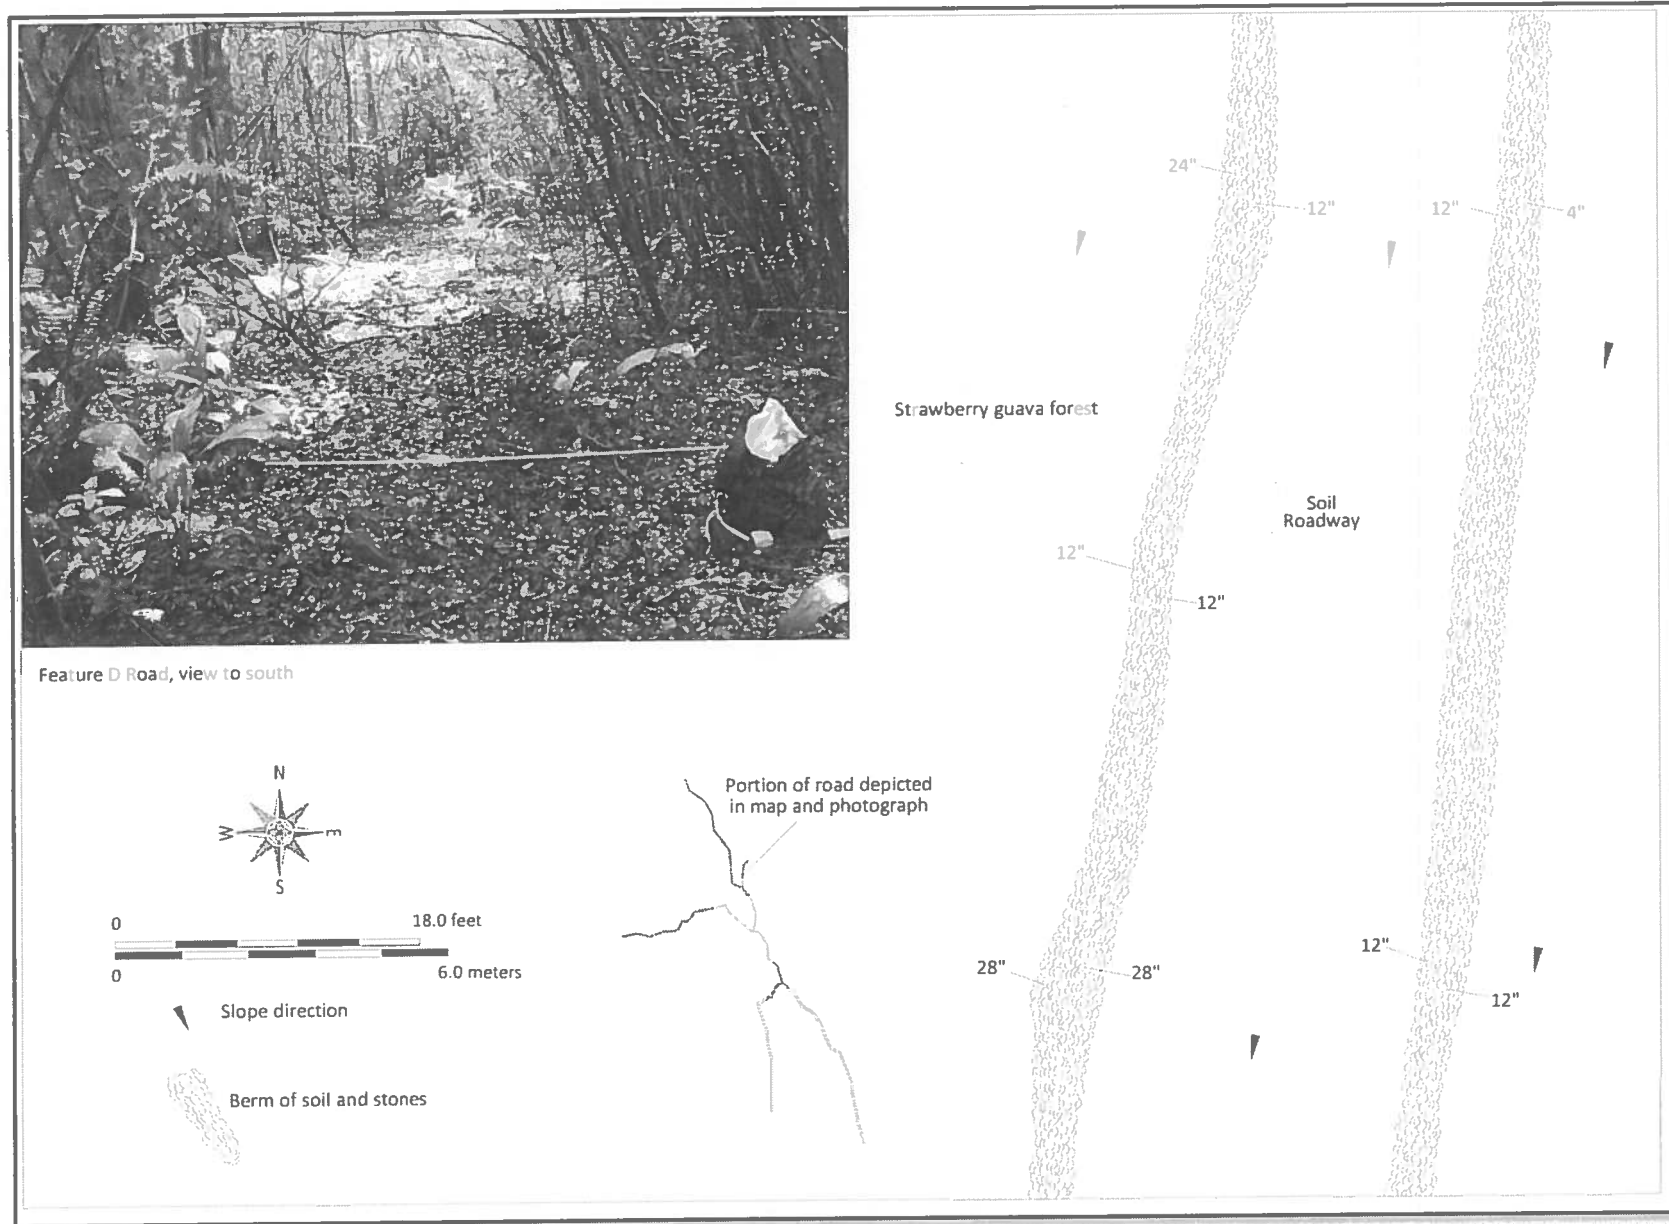 Feature D Road, view to south
N
W
E
S
0
18.0 feet
0
6.0 meters
Slope direction
Berm of soil and stones
Portion of road depicted
in map and photograph
Strawberry guava forest
Soil
Roadway
24"
12"
12"
4"
12"
12"
28"
28"
12"
12"